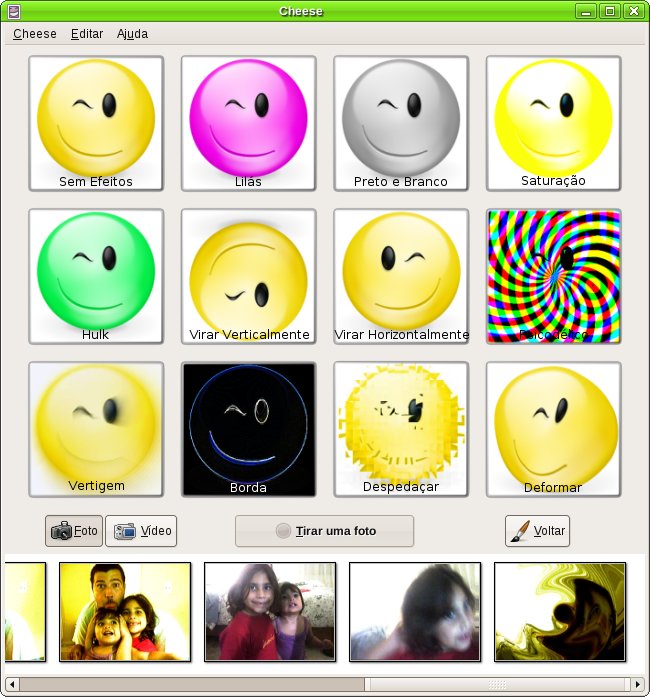 Cheese
Cheese Editar Ajuda
Sem Efeitos
Lilás
Preto e Branco
Saturação
Hulk
Virar Verticalmente
Virar Horizontalmente
Psicodélico
Vertigem
Borda
Despedaçar
Deformar
Foto
Vídeo
Tirar uma foto
Voltar